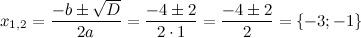 x_{1,2} = \frac{-b \pm \sqrt{D}}{2a} = \frac{-4 \pm 2}{2 \cdot 1} = \frac{-4 \pm 2}{2} = \{-3; -1\}